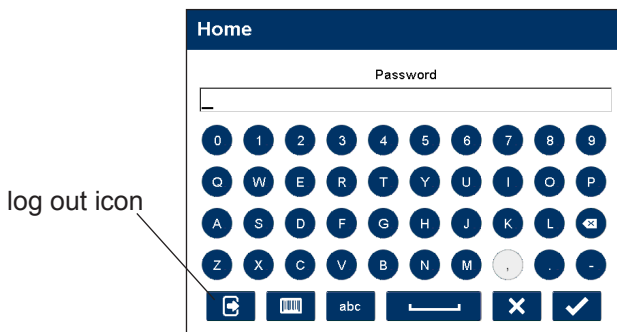 Home
Password
0 1 2 3 4 5 6 7 8 9
Q W E R T Y U I O P
log out icon
A S D F G H J K L
Z X C V B N M , . -
abc